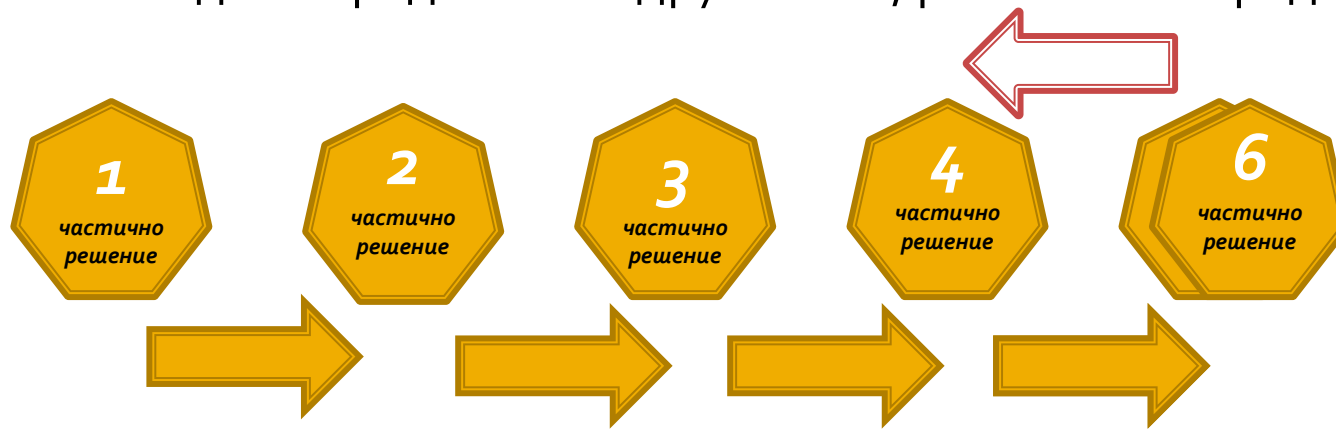 1
частично
решение
2
частично
решение
3
частично
решение
4
частично
решение
6
частично
решение